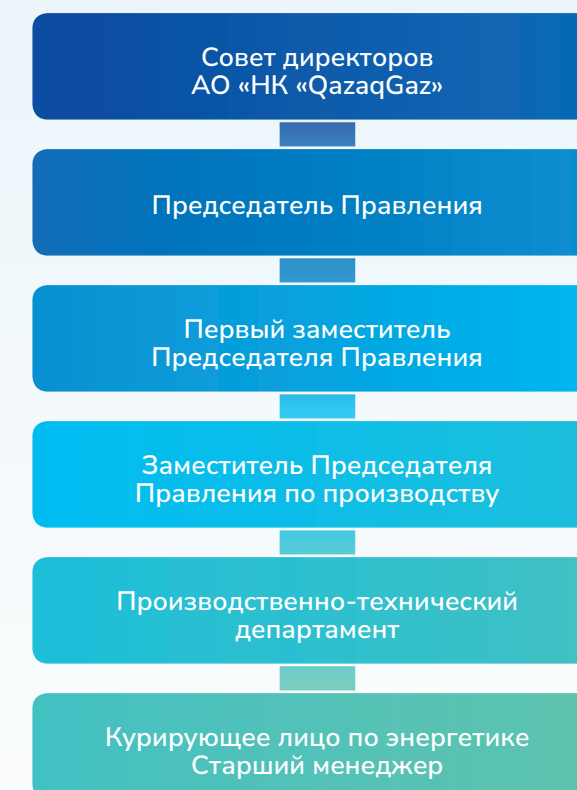 Совет директоров
АО «НК «QazaqGaz»
Председатель Правления
Первый заместитель
Председателя Правления
Заместитель Председателя
Правления по производству
Производственно-технический
департамент
Курирующее лицо по энергетике
Старший менеджер